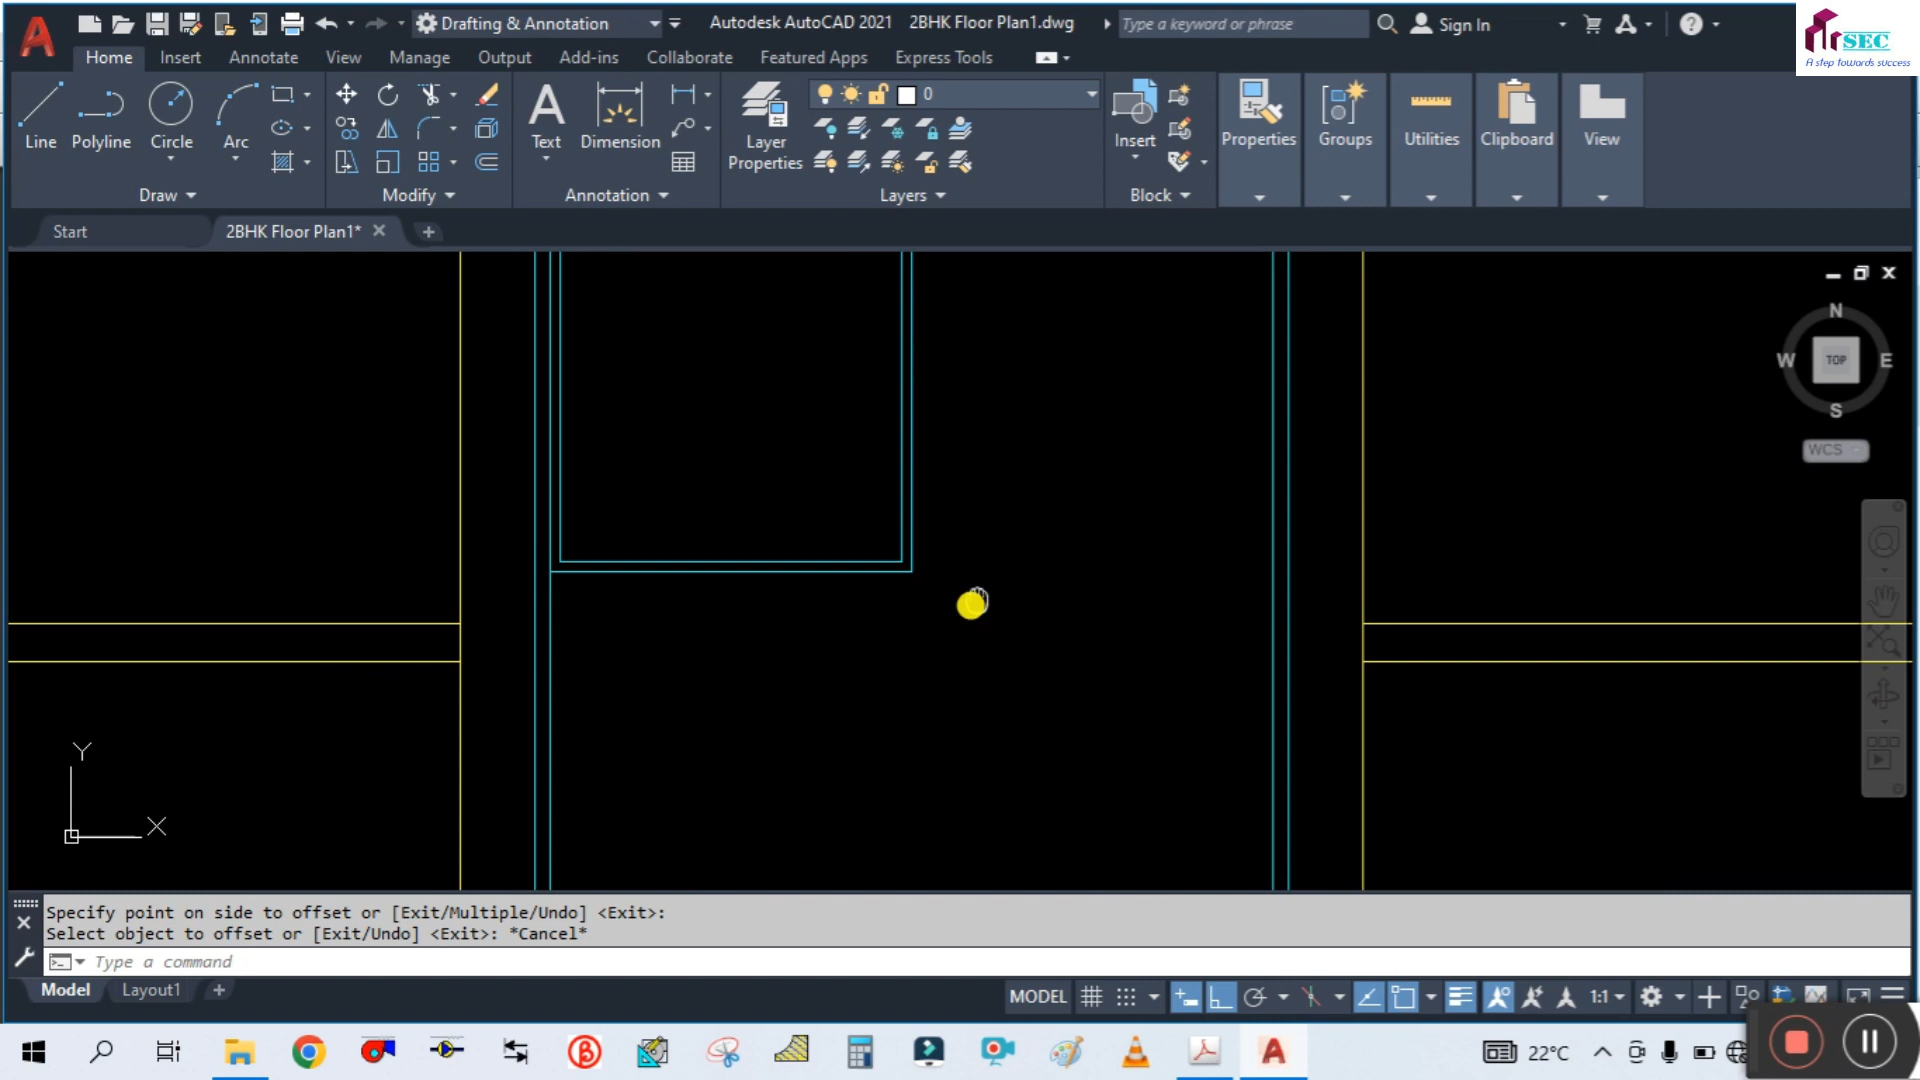 Drafting & Annotation
Autodesk AutoCAD 2021 2BHK Floor Plan1.dwg
Type a keyword or phrase
Sign In
SEC
A step towards success
Home Insert Annotate View Manage Output Add-ins Collaborate Featured Apps Express Tools
0
Line Polyline Circle Arc
Text Dimension
Layer Properties
Insert
Properties Groups Utilities Clipboard View
Draw Modify Annotation Layers Block
Start
2BHK Floor Plan1*
N
W TOP E
S
WCS
Y
X
Specify point on side to offset or [Exit/Multiple/Undo] <Exit>:
Select object to offset or [Exit/Undo] <Exit>: *Cancel*
Type a command
Model Layout1
MODEL 1:1
22°C